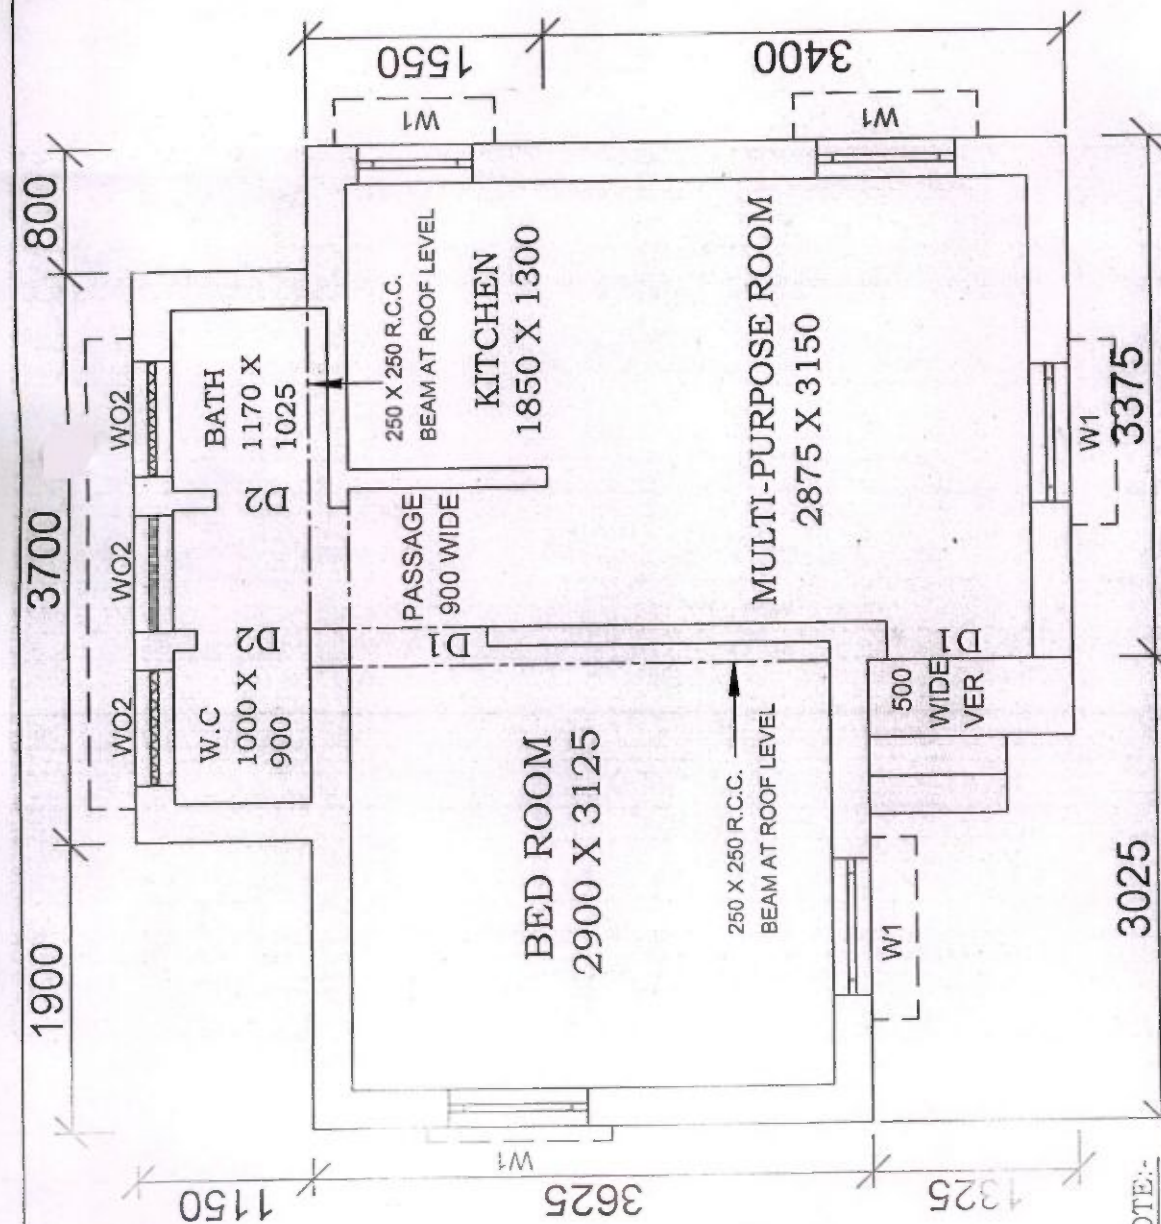 1900
3700
800
WO2
WO2
WO2
W.C
1000 X
900
D2
D2
BATH
1170 X
1025
1550
3400
W1
W1
250 X 250 R.C.C.
BEAM AT ROOF LEVEL
KITCHEN
1850 X 1300
PASSAGE
900 WIDE
D1
MULTI-PURPOSE ROOM
2875 X 3150
BED ROOM
2900 X 3125
250 X 250 R.C.C.
BEAM AT ROOF LEVEL
500
WIDE
VER.
D1
W1
W1
W1
1150
3625
1325
3025
3375
OTE:-